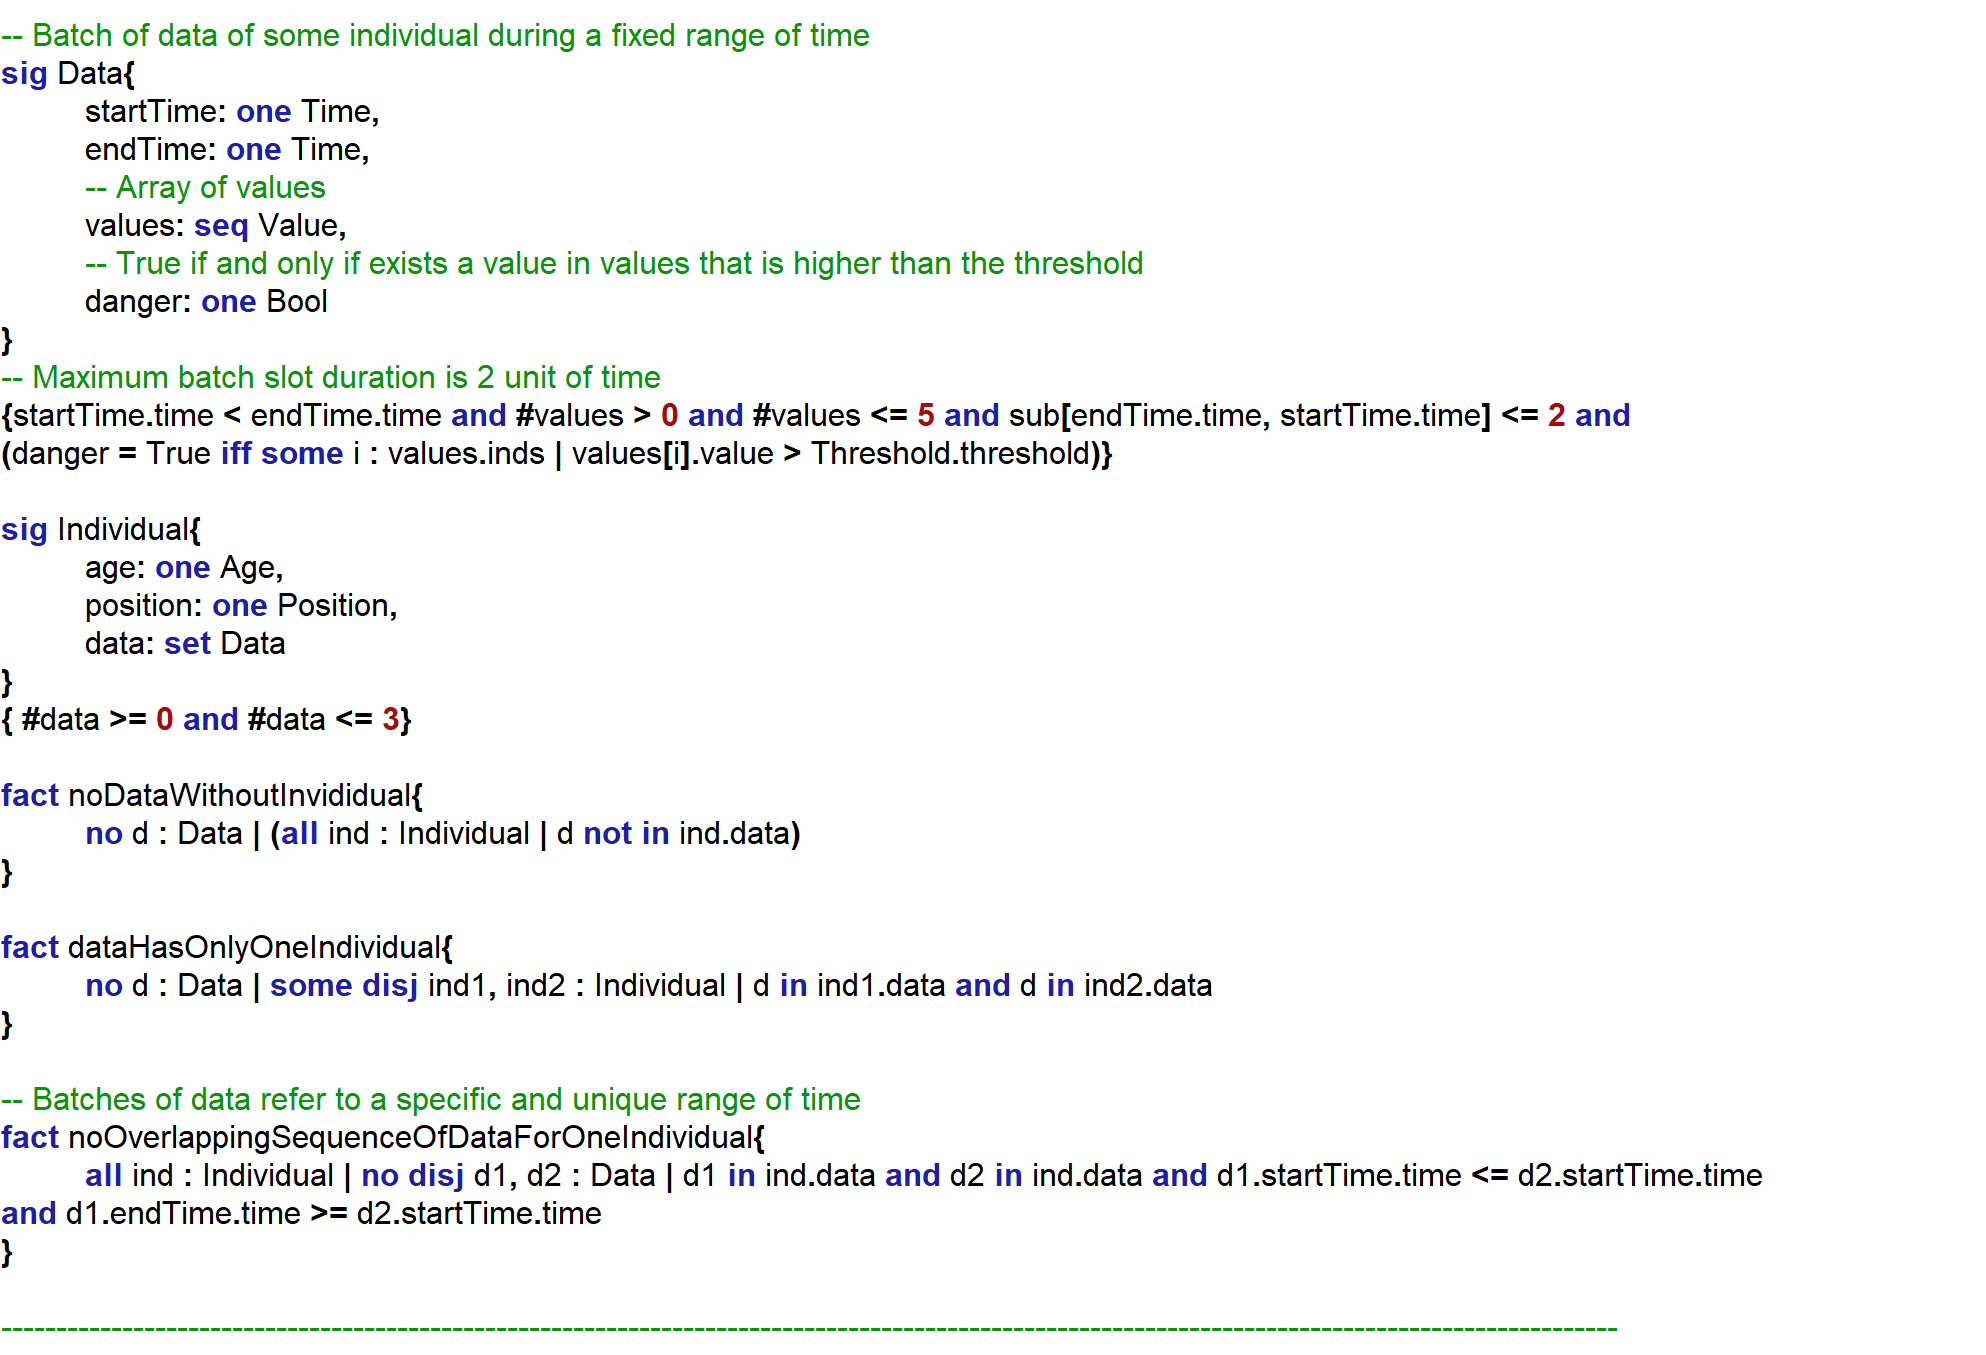 -- Batch of data of some individual during a fixed range of time
sig Data{
startTime: one Time,
endTime: one Time,
-- Array of values
values: seq Value,
-- True if and only if exists a value in values that is higher than the threshold
danger: one Bool
}
-- Maximum batch slot duration is 2 unit of time
{startTime.time < endTime.time and #values > 0 and #values <= 5 and sub[endTime.time, startTime.time] <= 2 and
(danger = True iff some i : values.inds | values[i].value > Threshold.threshold)}
sig Individual{
age: one Age,
position: one Position,
data: set Data
}
{ #data >= 0 and #data <= 3}
fact noDataWithoutInvididual{
no d : Data | (all ind : Individual | d not in ind.data)
}
fact dataHasOnlyOneIndividual{
no d : Data | some disj ind1, ind2 : Individual | d in ind1.data and d in ind2.data
}
-- Batches of data refer to a specific and unique range of time
fact noOverlappingSequenceOfDataForOneIndividual{
all ind : Individual | no disj d1, d2 : Data | d1 in ind.data and d2 in ind.data and d1.startTime.time <= d2.startTime.time
and d1.endTime.time >= d2.startTime.time
}
---------------------------------------------------------------------------------------------------------------------------------------------------